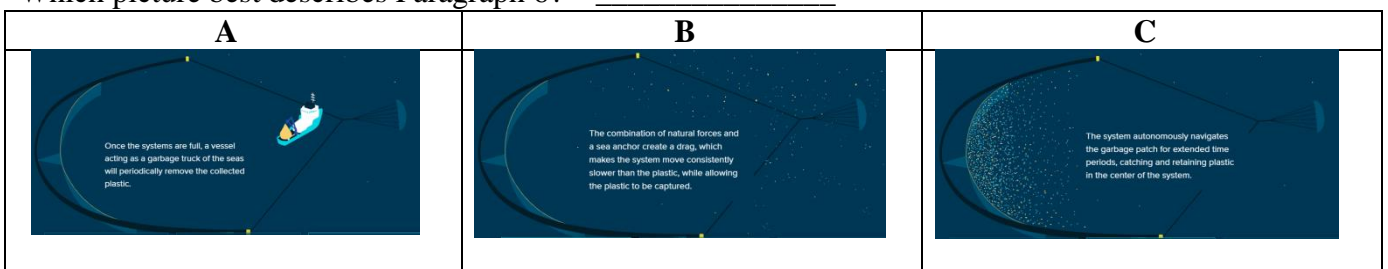 Which picture best describes Paragraph 6? _______________
A B C
Once the systems are full, a vessel
acting as a garbage truck of the seas
will periodically remove the collected
plastic.
The combination of natural forces and
a sea anchor create a drag, which
makes the system move consistently
slower than the plastic, while allowing
the plastic to be captured.
The system autonomously navigates
the garbage patch for extended time
periods, catching and retaining plastic
in the center of the system.